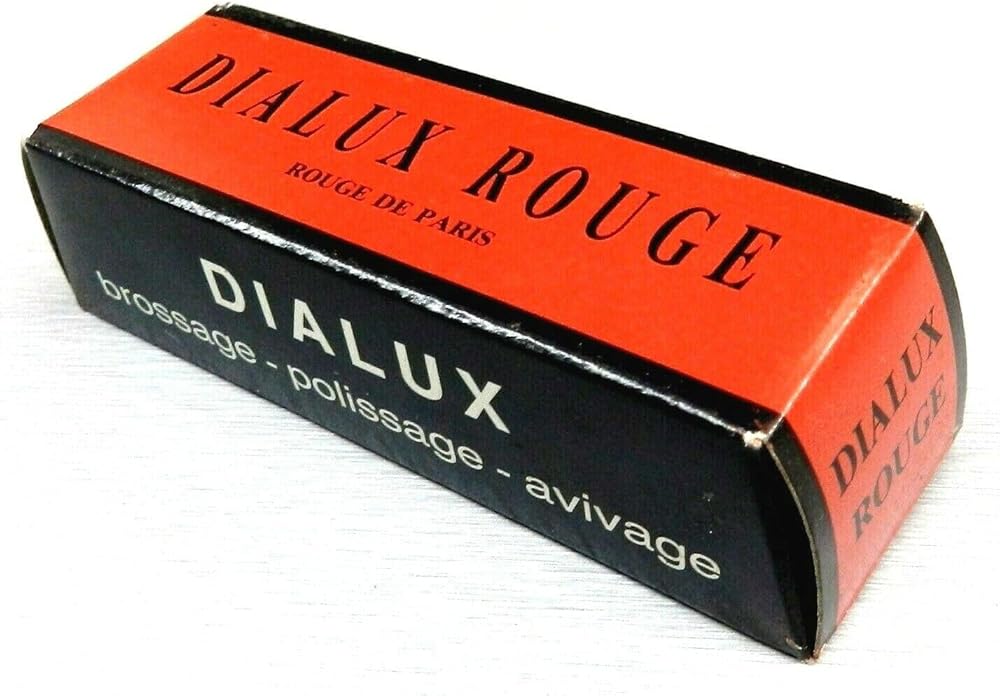 DIALUX ROUGE
ROUGE DE PARIS
DIALUX
brossage - polissage - avivage
DIALUX
ROUGE